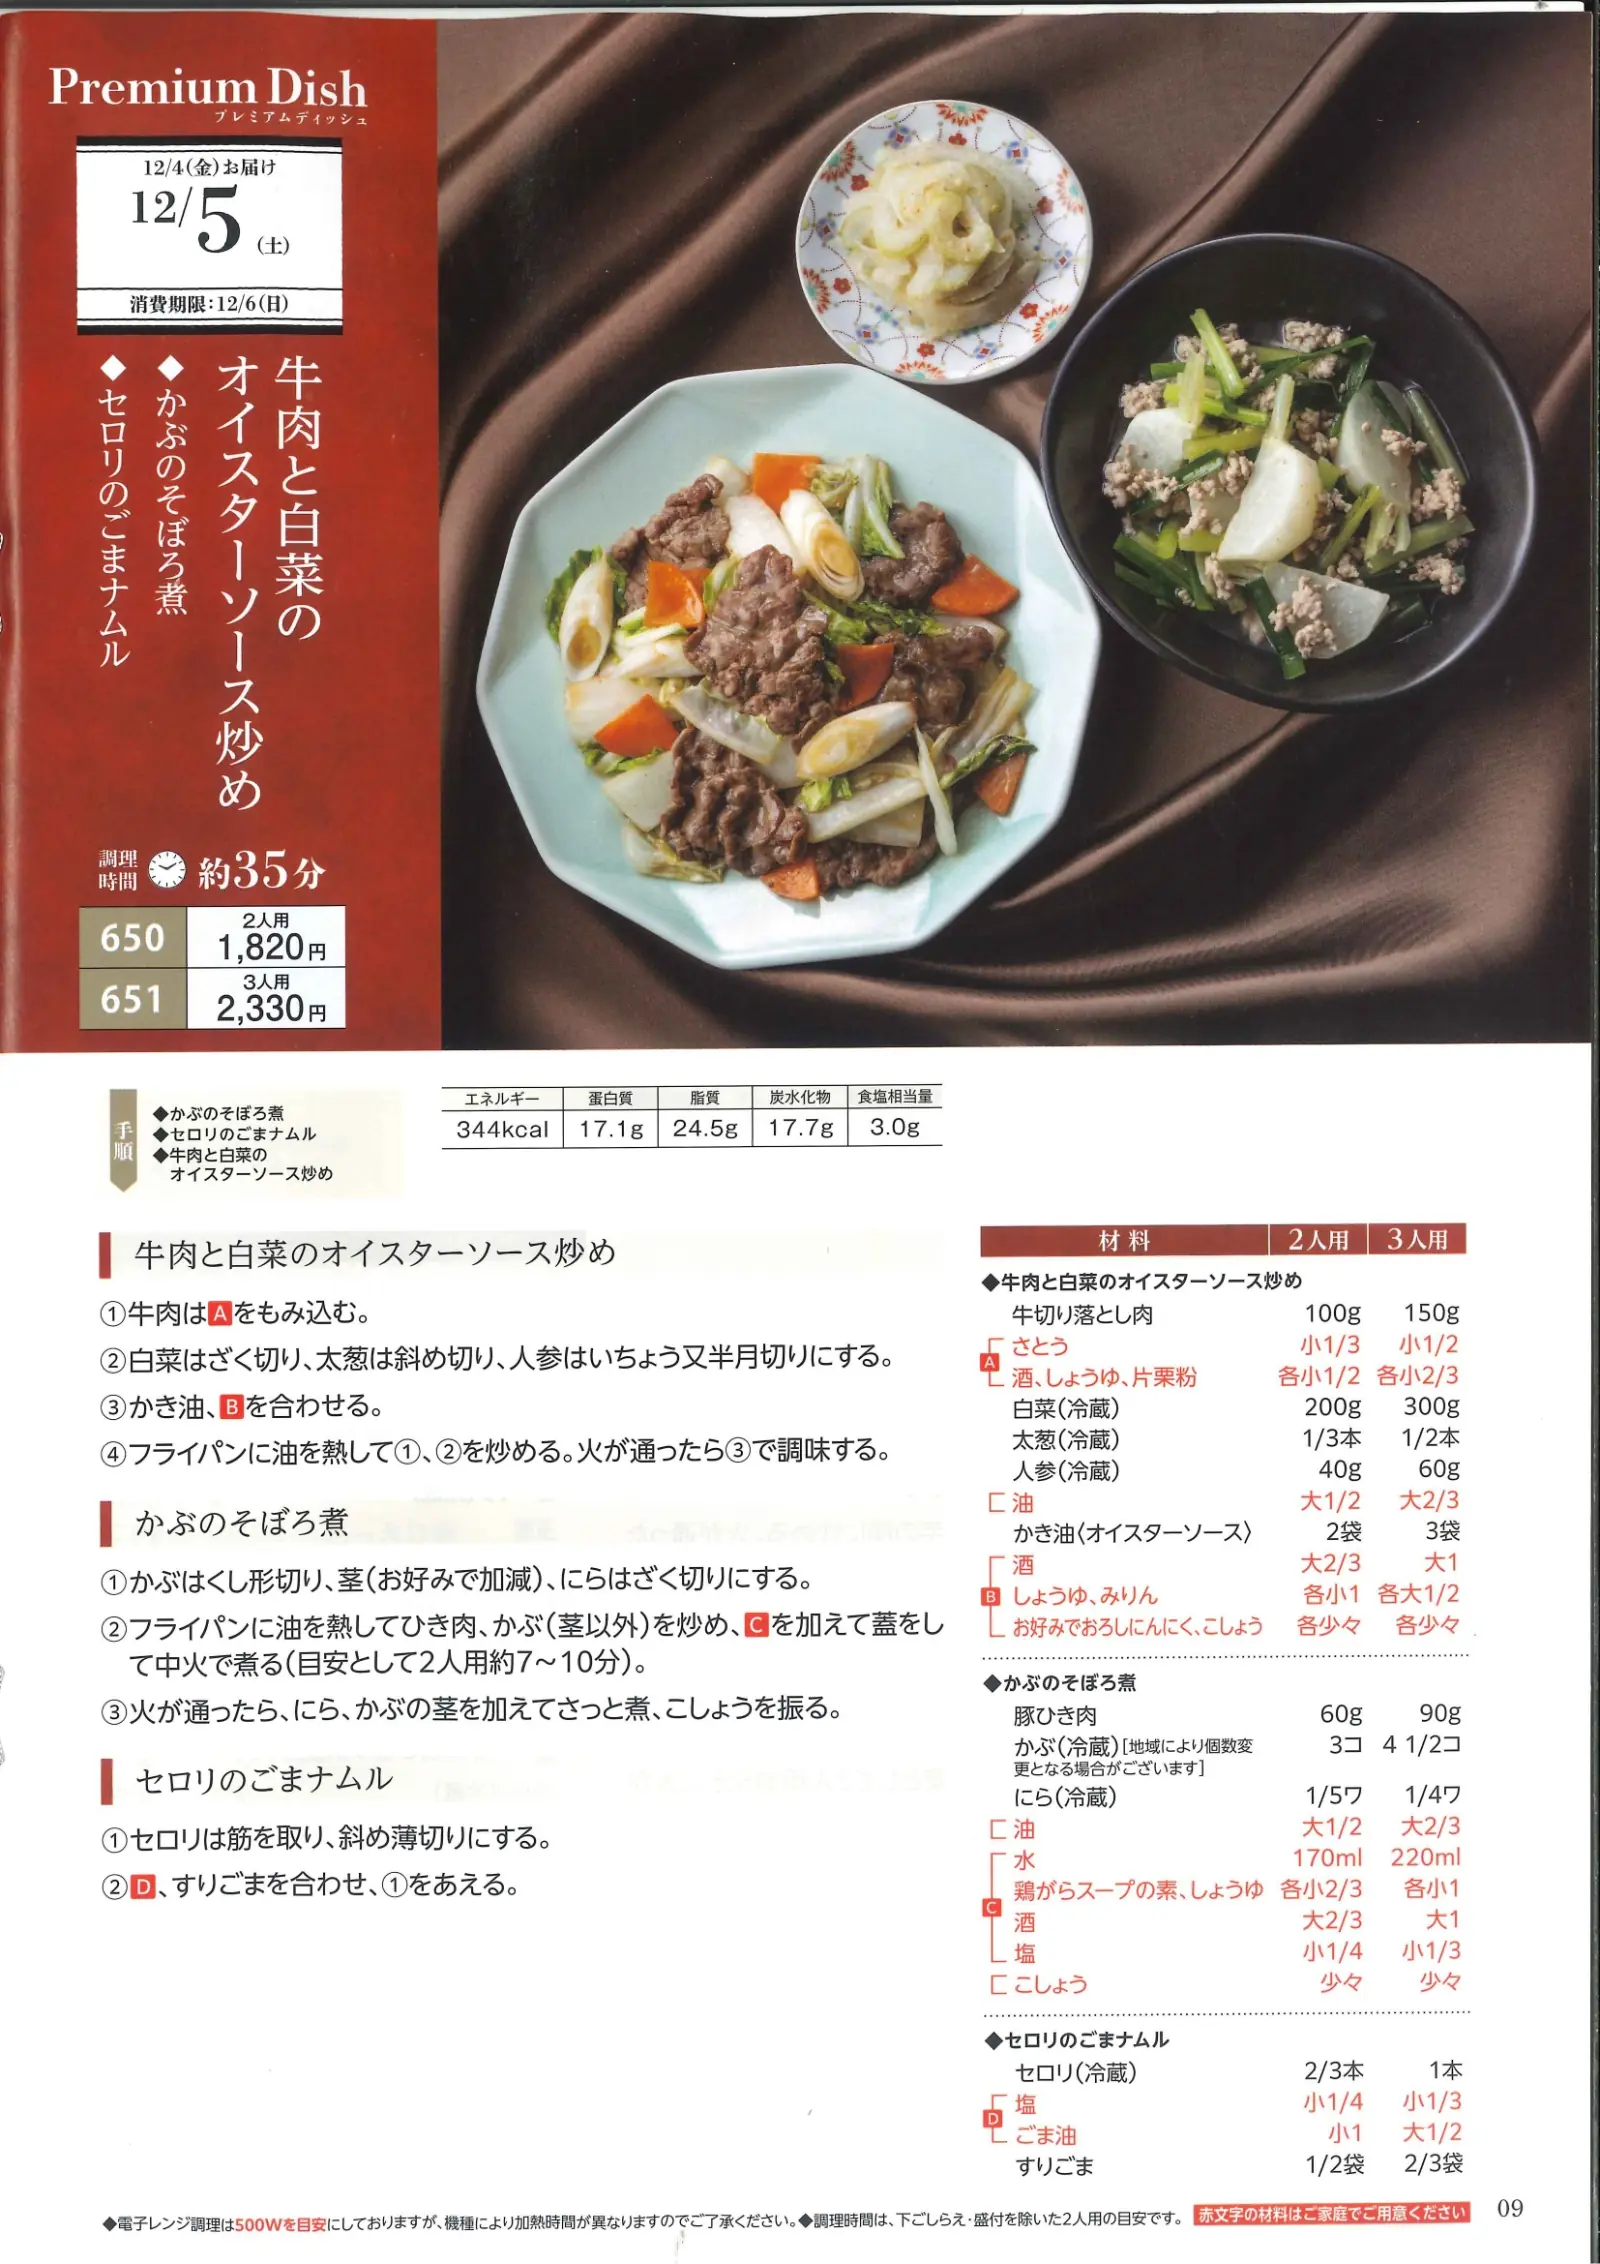 Premium Dish
プレミアムディッシュ
12/4(金)お届け
12/5(土)
消費期限:12/6(日)
牛肉と白菜の
オイスターソース炒め
◆かぶのそぼろ煮
◆セロリのごまナムル
調理
時間
約35分
650
2人用
1,820円
651
3人用
2,330円
手順
◆かぶのそぼろ煮
◆セロリのごまナムル
◆牛肉と白菜の
オイスターソース炒め
エネルギー 蛋白質 脂質 炭水化物 食塩相当量
344kcal 17.1g 24.5g 17.7g 3.0g
牛肉と白菜のオイスターソース炒め
①牛肉はAをもみ込む。
②白菜はざく切り、太葱は斜め切り、人参はいちょう又半月切りにする。
③かき油、Bを合わせる。
④フライパンに油を熱して①、②を炒める。火が通ったら③で調味する。
かぶのそぼろ煮
①かぶはくし形切り、茎(お好みで加減)、にらはざく切りにする。
②フライパンに油を熱してひき肉、かぶ(茎以外)を炒め、Cを加えて蓋をし
て中火で煮る(目安として2人用約7〜10分)。
③火が通ったら、にら、かぶの茎を加えてさっと煮、こしょうを振る。
セロリのごまナムル
①セロリは筋を取り、斜め薄切りにする。
②D、すりごまを合わせ、①をあえる。
材料 2人用 3人用
◆牛肉と白菜のオイスターソース炒め
牛切り落とし肉 100g 150g
A
さとう 小1/3 小1/2
酒、しょうゆ、片栗粉 各小1/2 各小2/3
白菜(冷蔵) 200g 300g
太葱(冷蔵) 1/3本 1/2本
人参(冷蔵) 40g 60g
油 大1/2 大2/3
かき油〈オイスターソース〉 2袋 3袋
B
酒 大2/3 大1
しょうゆ、みりん 各小1 各大1/2
お好みでおろしにんにく、こしょう 各少々 各少々
◆かぶのそぼろ煮
豚ひき肉 60g 90g
かぶ(冷蔵)[地域により個数変 3コ 4 1/2コ
更となる場合がございます]
にら(冷蔵) 1/5ワ 1/4ワ
油 大1/2 大2/3
C
水 170ml 220ml
鶏がらスープの素、しょうゆ 各小2/3 各小1
酒 大2/3 大1
塩 小1/4 小1/3
こしょう 少々 少々
◆セロリのごまナムル
セロリ(冷蔵) 2/3本 1本
D
塩 小1/4 小1/3
ごま油 小1 大1/2
すりごま 1/2袋 2/3袋
◆電子レンジ調理は500Wを目安にしておりますが、機種により加熱時間が異なりますのでご了承ください。◆調理時間は、下ごしらえ・盛付を除いた2人用の目安です。 赤文字の材料はご家庭でご用意ください 09